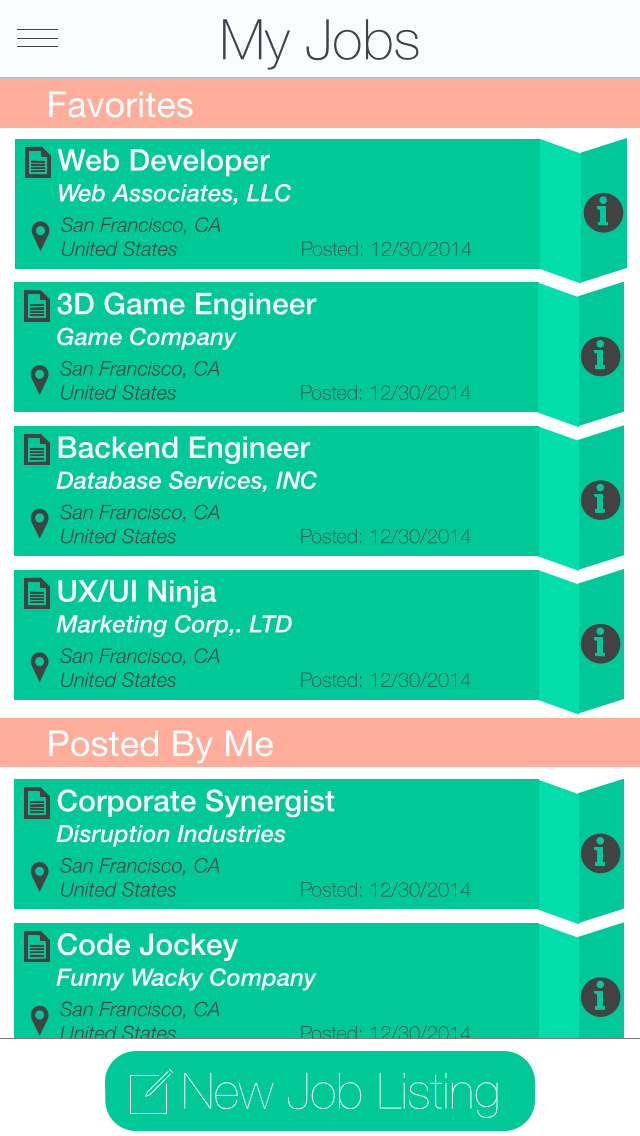 My Jobs
Favorites
Web Developer
Web Associates, LLC
San Francisco, CA
United States Posted: 12/30/2014
3D Game Engineer
Game Company
San Francisco, CA
United States Posted: 12/30/2014
Backend Engineer
Database Services, INC
San Francisco, CA
United States Posted: 12/30/2014
UX/UI Ninja
Marketing Corp,. LTD
San Francisco, CA
United States Posted: 12/30/2014
Posted By Me
Corporate Synergist
Disruption Industries
San Francisco, CA
United States Posted: 12/30/2014
Code Jockey
Funny Wacky Company
San Francisco, CA
United States Posted: 12/30/2014
New Job Listing